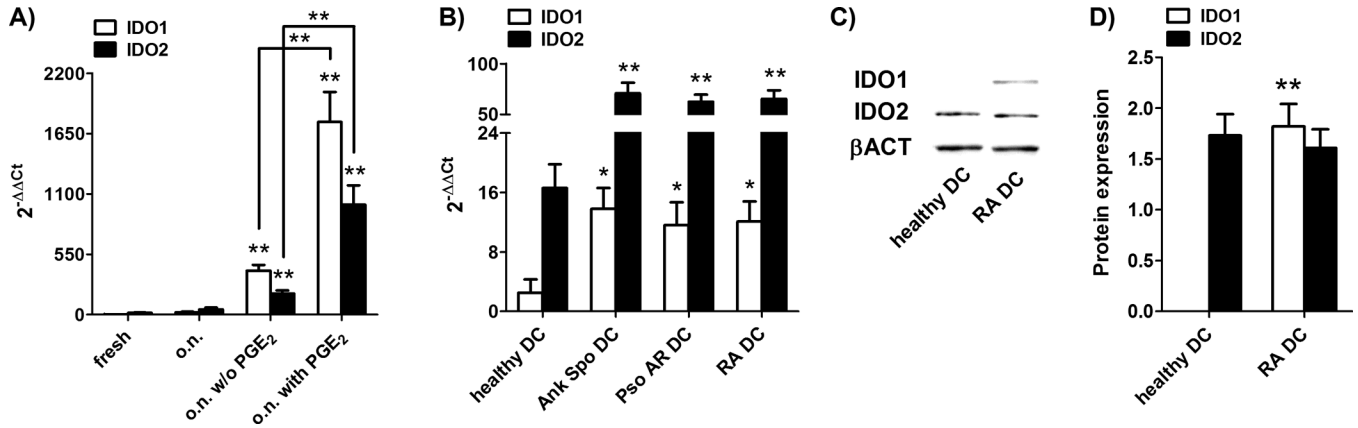 A)
IDO1
IDO2
**
**
**
**
**
**
2200
1650
1100
550
0
2^-ΔΔCt
fresh
o.n.
o.n. w/o PGE₂
o.n. with PGE₂
B)
IDO1
IDO2
100
50
24
16
8
0
2^-ΔΔCt
**
**
**
*
*
*
healthy DC
Ank Spo DC
Pso AR DC
RA DC
C)
IDO1
IDO2
βACT
healthy DC
RA DC
D)
IDO1
IDO2
2.5
2.0
1.5
1.0
0.5
0.0
Protein expression
**
healthy DC
RA DC